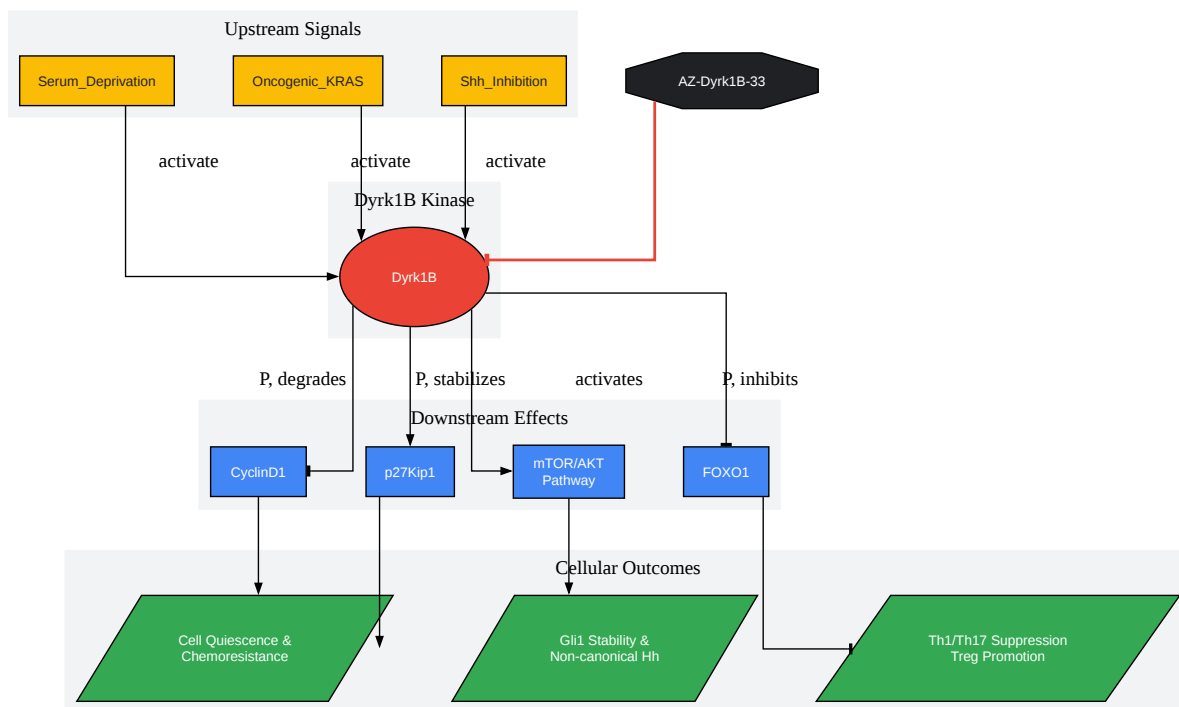 Upstream Signals
Serum_Deprivation
Oncogenic_KRAS
Shh_Inhibition
AZ-Dyrk1B-33
activate
activate
activate
Dyrk1B Kinase
Dyrk1B
P, degrades
P, stabilizes
activates
P, inhibits
Downstream Effects
CyclinD1
p27Kip1
mTOR/AKT
Pathway
FOXO1
Cellular Outcomes
Cell Quiescence &
Chemoresistance
Gli1 Stability &
Non-canonical Hh
Th1/Th17 Suppression
Treg Promotion